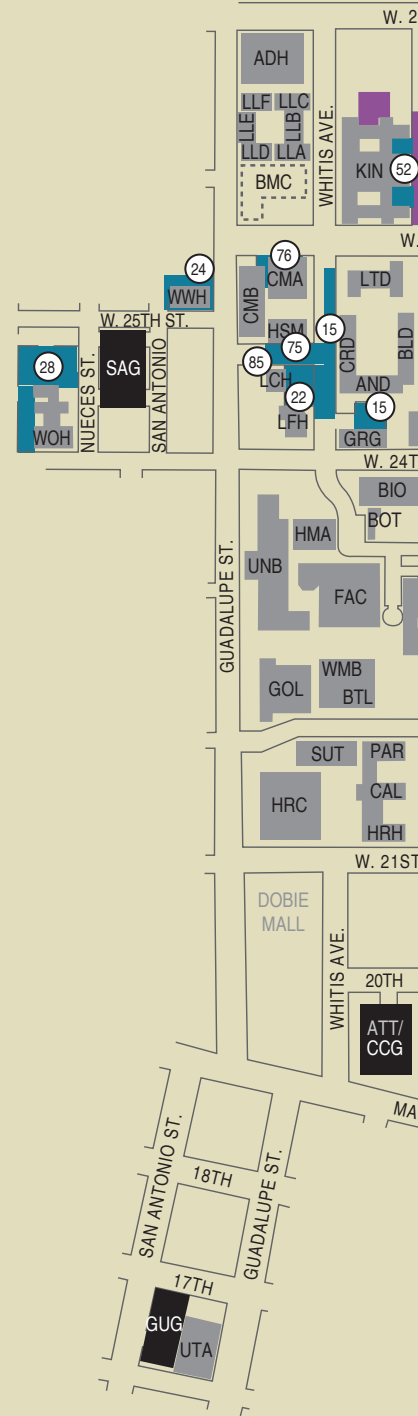 W. 2
ADH
LLF LLC
LLE
LLB
LLD LLA
BMC
WHITIS AVE.
KIN
52
W.
24
WWH
76
CMA
CMB
LTD
W. 25TH ST.
28
SAG
HSM
75
15
CRD
BLD
85
LCH
22
LFH
AND
15
GRG
WOH
NUECES ST.
SAN ANTONIO
W. 24T
BIO
BOT
HMA
UNB
FAC
GUADALUPE ST.
WMB
GOL
BTL
SUT
PAR
CAL
HRC
HRH
W. 21ST
DOBIE
MALL
WHITIS AVE.
20TH
ATT/
CCG
MA
SAN ANTONIO ST.
18TH
GUADALUPE ST.
17TH
GUG
UTA